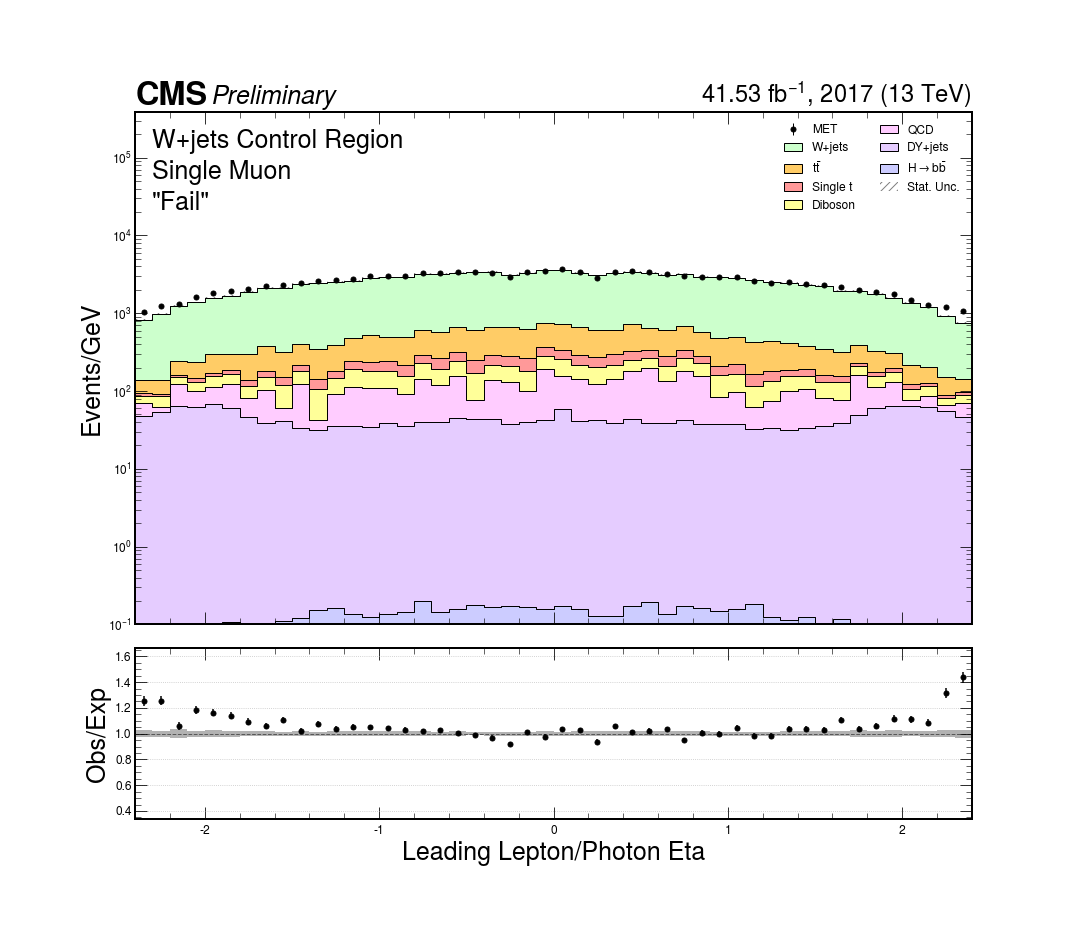 CMS Preliminary
41.53 fb⁻¹, 2017 (13 TeV)
W+jets Control Region
Single Muon
"Fail"
MET
W+jets
tt̄
Single t
Diboson
QCD
DY+jets
H→bb̄
Stat. Unc.
Events/GeV
10⁵
10⁴
10³
10²
10¹
10⁰
10⁻¹
Obs/Exp
1.6
1.4
1.2
1.0
0.8
0.6
0.4
-2 -1 0 1 2
Leading Lepton/Photon Eta